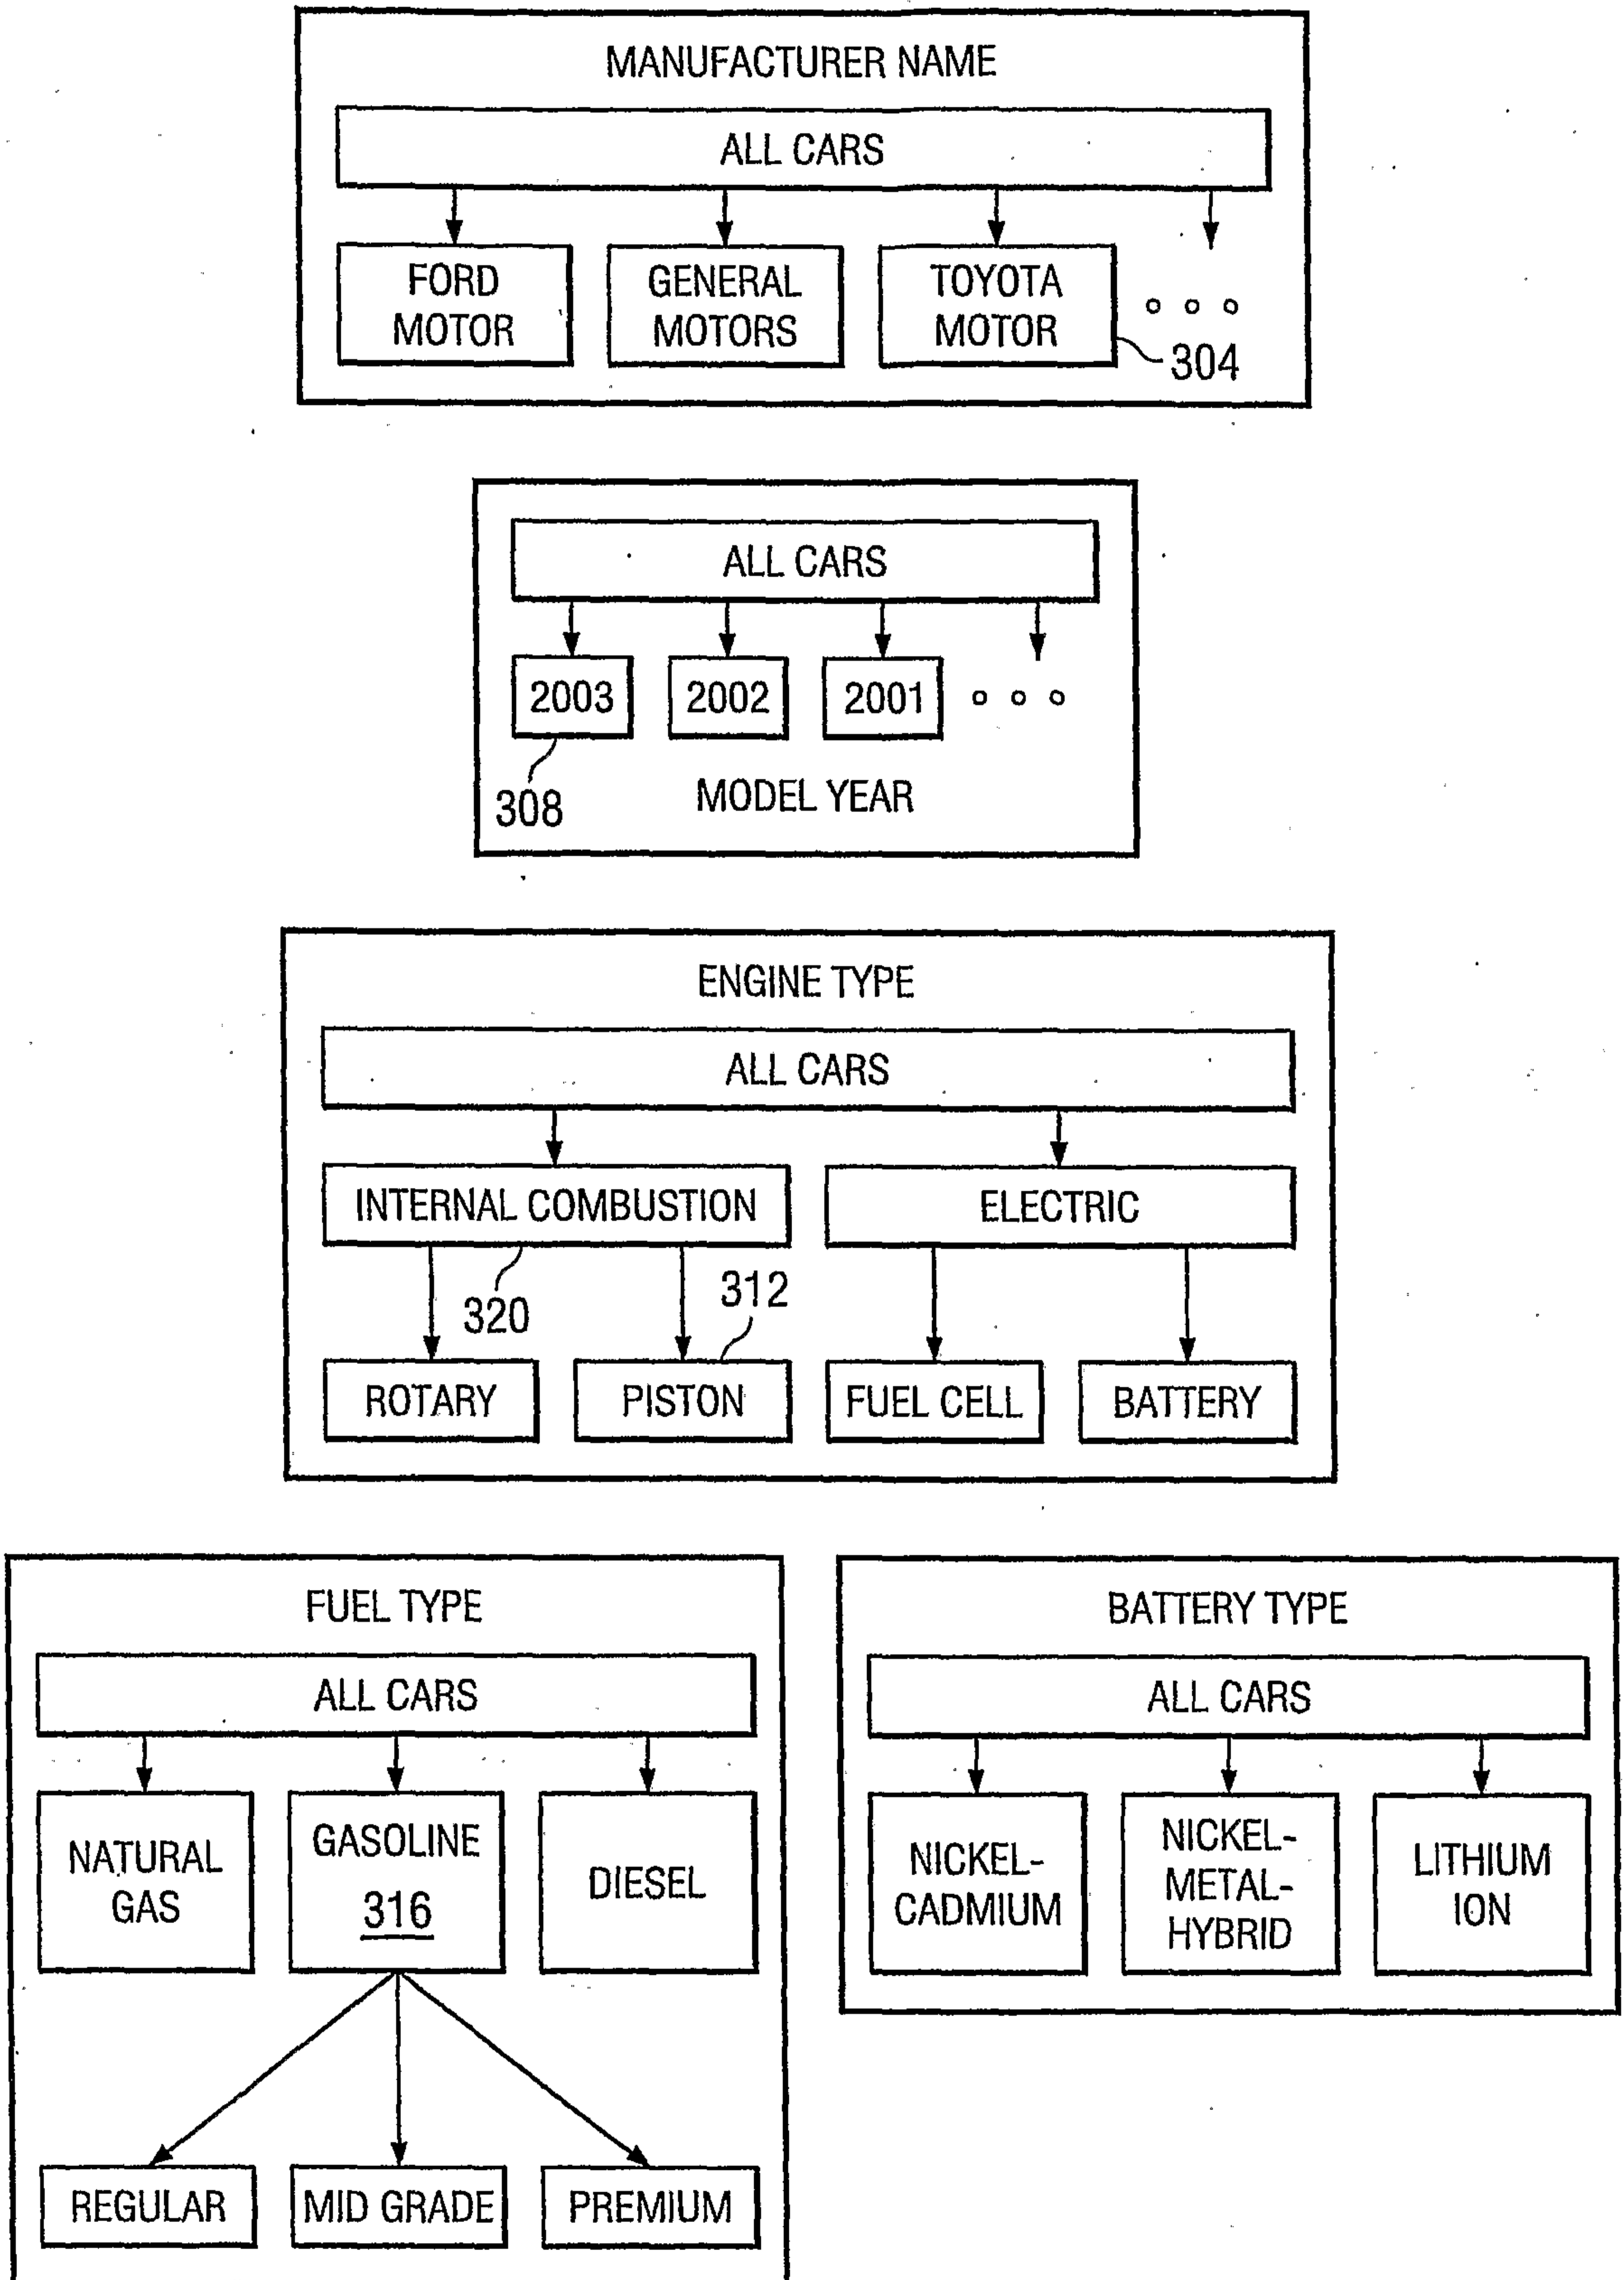 MANUFACTURER NAME
ALL CARS
FORD
MOTOR
GENERAL
MOTORS
TOYOTA
MOTOR
304
ALL CARS
2003
2002
2001
308
MODEL YEAR
ENGINE TYPE
ALL CARS
INTERNAL COMBUSTION
ELECTRIC
320
312
ROTARY
PISTON
FUEL CELL
BATTERY
FUEL TYPE
ALL CARS
NATURAL
GAS
GASOLINE
316
DIESEL
REGULAR
MID GRADE
PREMIUM
BATTERY TYPE
ALL CARS
NICKEL-
CADMIUM
NICKEL-
METAL-
HYBRID
LITHIUM
ION